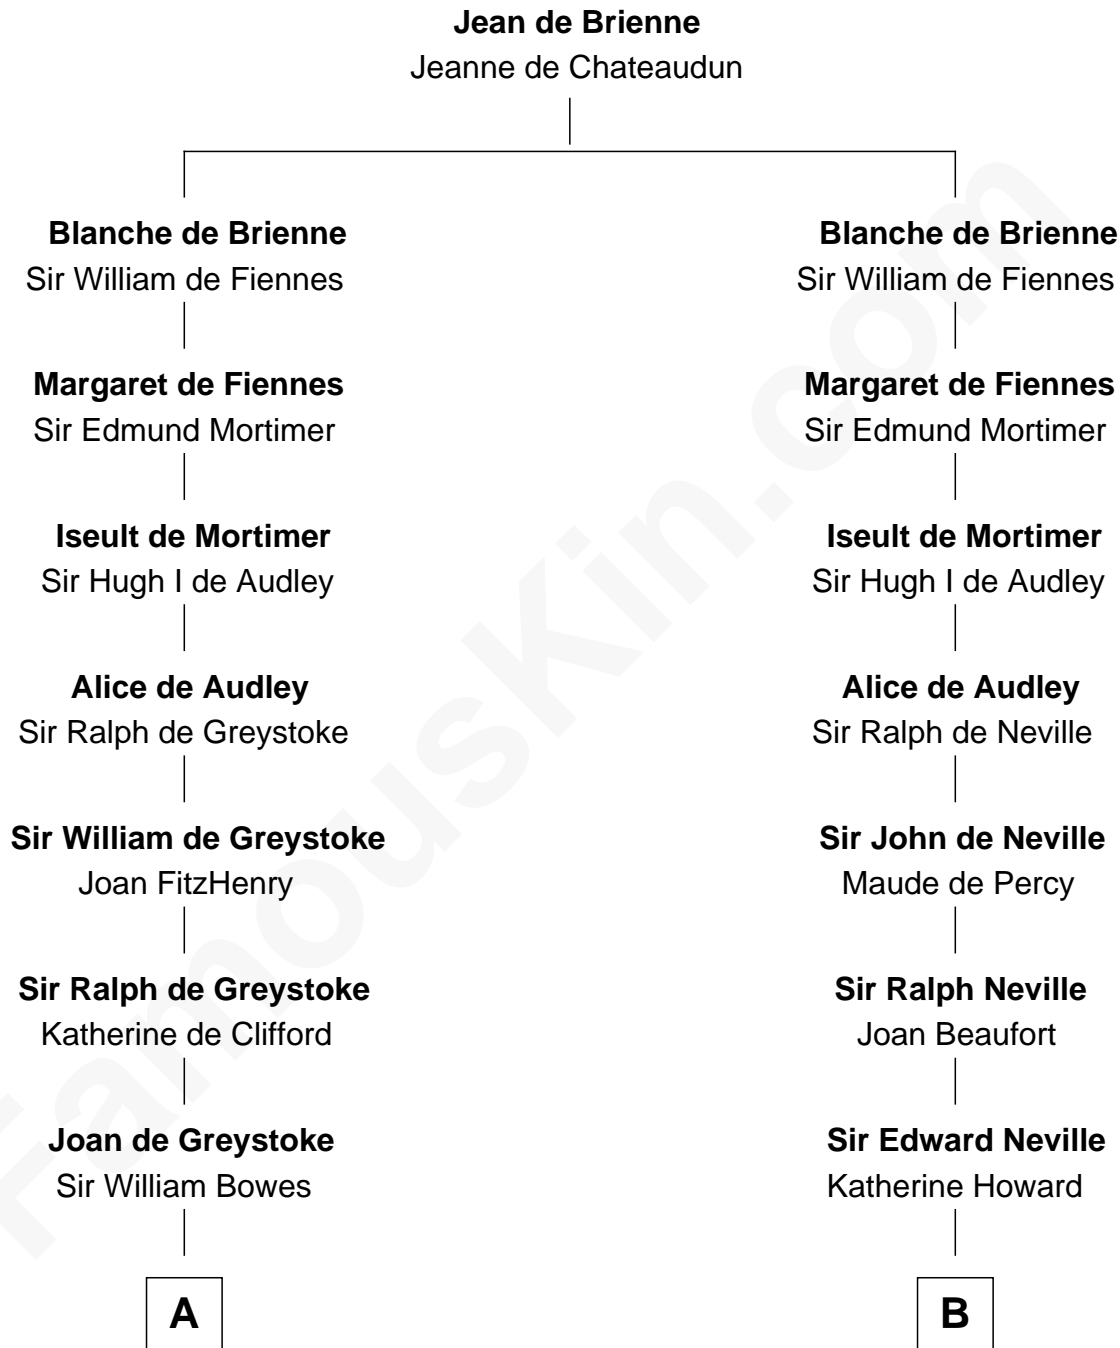 Jean de Brienne
Jeanne de Chateaudun
Blanche de Brienne
Sir William de Fiennes
Margaret de Fiennes
Sir Edmund Mortimer
Iseult de Mortimer
Sir Hugh I de Audley
Alice de Audley
Sir Ralph de Greystoke
Sir William de Greystoke
Joan FitzHenry
Sir Ralph de Greystoke
Katherine de Clifford
Joan de Greystoke
Sir William Bowes
A
Blanche de Brienne
Sir William de Fiennes
Margaret de Fiennes
Sir Edmund Mortimer
Iseult de Mortimer
Sir Hugh I de Audley
Alice de Audley
Sir Ralph de Neville
Sir John de Neville
Maude de Percy
Sir Ralph Neville
Joan Beaufort
Sir Edward Neville
Katherine Howard
B
FamousKin.com